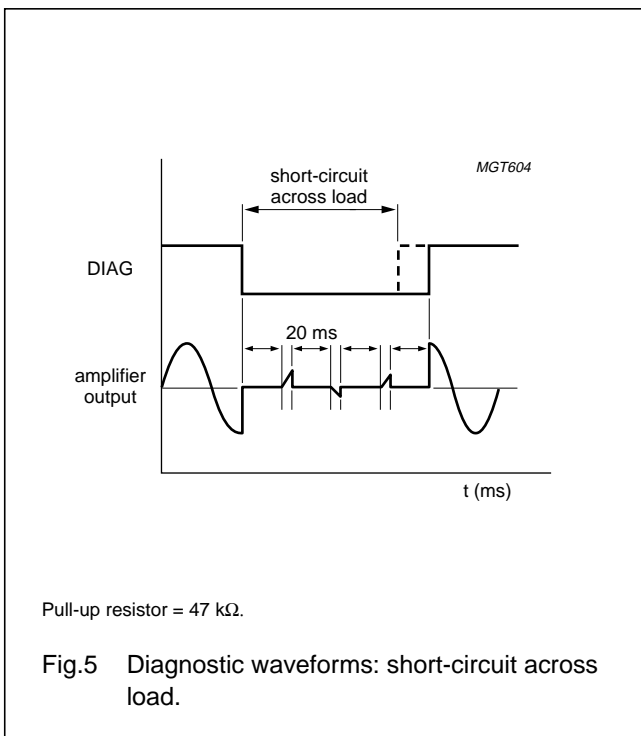 MGT604
short-circuit
across load
DIAG
20 ms
amplifier
output
t (ms)
Pull-up resistor = 47 kΩ.
Fig.5 Diagnostic waveforms: short-circuit across
load.